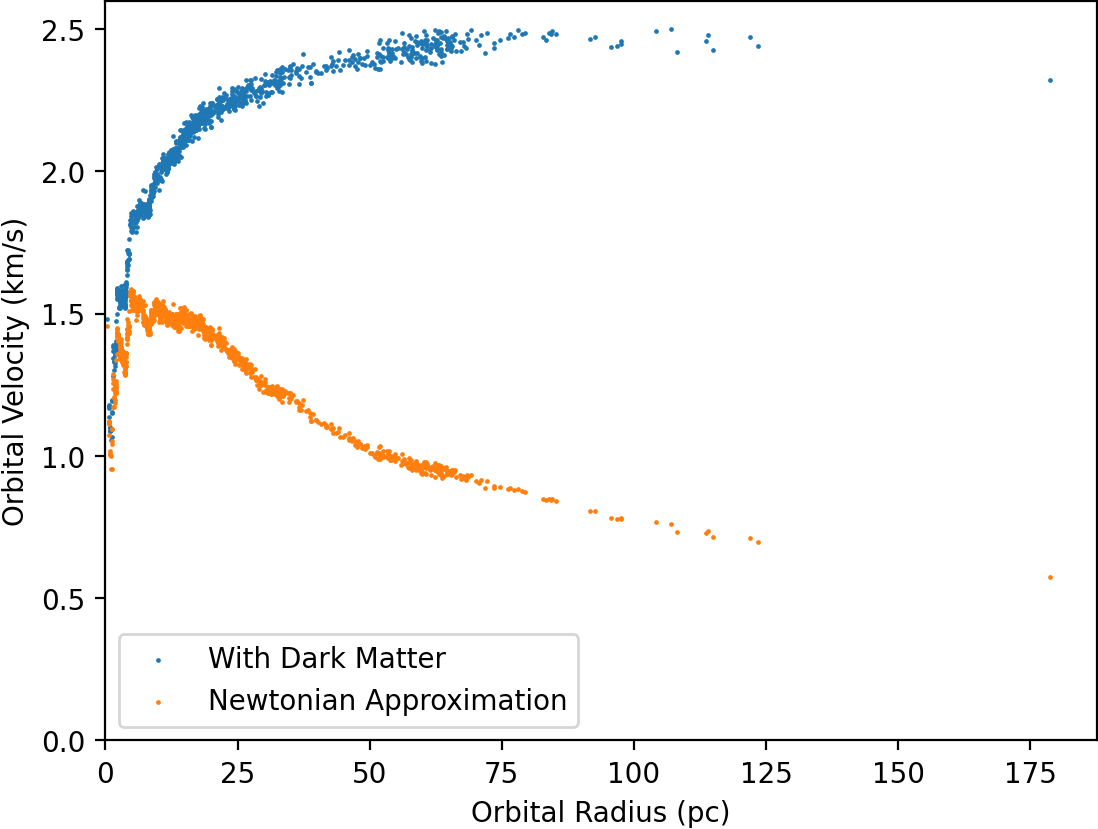 2.5
2.0
1.5
1.0
0.5
0.0
Orbital Velocity (km/s)
With Dark Matter
Newtonian Approximation
0 25 50 75 100 125 150 175
Orbital Radius (pc)